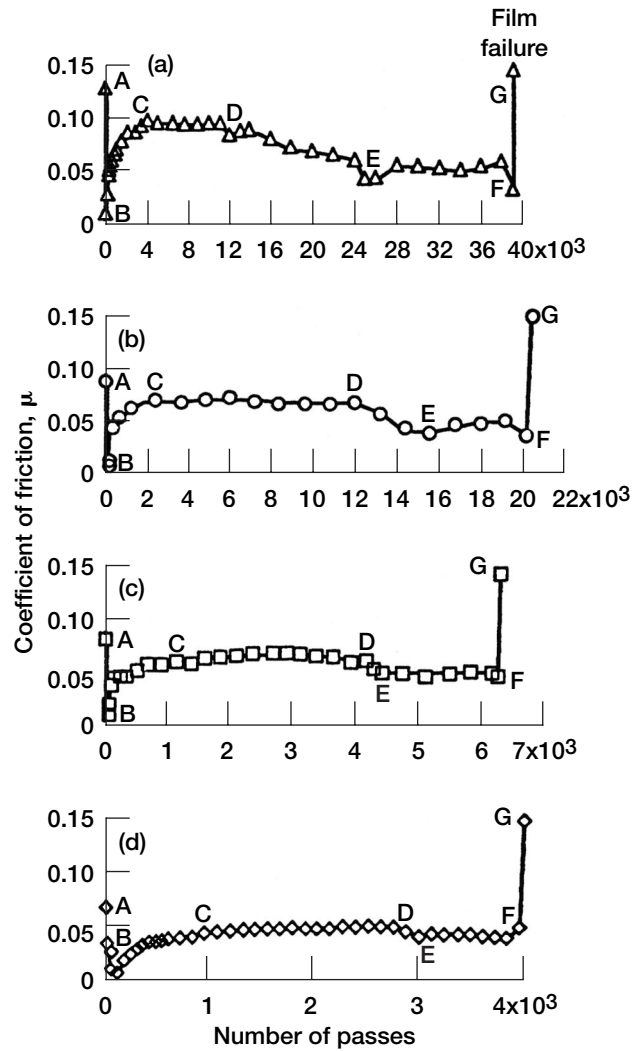 Film
failure
0.15
(a)
A
G
C
D
0.10
E
0.05
F
B
0
0 4 8 12 16 20 24 28 32 36 40x10³
0.15
(b)
G
A
C
D
0.10
E
0.05
B
F
0
0 2 4 6 8 10 12 14 16 18 20 22x10³
0.15
(c)
G
0.10
A
C
D
0.05
E
F
B
0
0 1 2 3 4 5 6 7x10³
0.15
(d)
G
0.10
A
C
D
F
0.05
B
E
0
0 1 2 3 4x10³
Coefficient of friction, μ
Number of passes